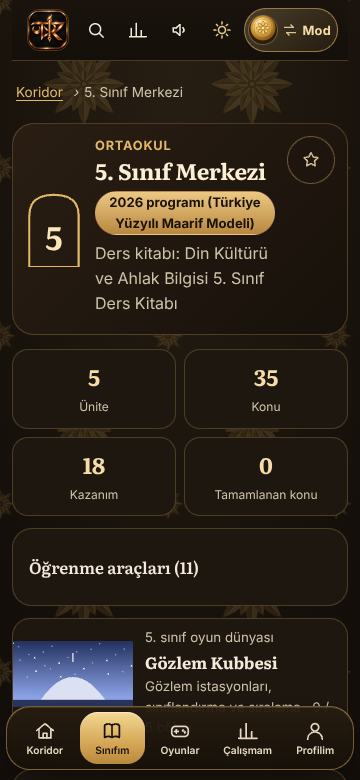 Mod
Koridor › 5. Sınıf Merkezi
ORTAOKUL
5. Sınıf Merkezi
2026 programı (Türkiye
Yüzyılı Maarif Modeli)
5
Ders kitabı: Din Kültürü
ve Ahlak Bilgisi 5. Sınıf
Ders Kitabı
5
Ünite
35
Konu
18
Kazanım
0
Tamamlanan konu
Öğrenme araçları (11)
5. sınıf oyun dünyası
Gözlem Kubbesi
Gözlem istasyonları,
Koridor
Sınıfım
Oyunlar
Çalışmam
Profilim